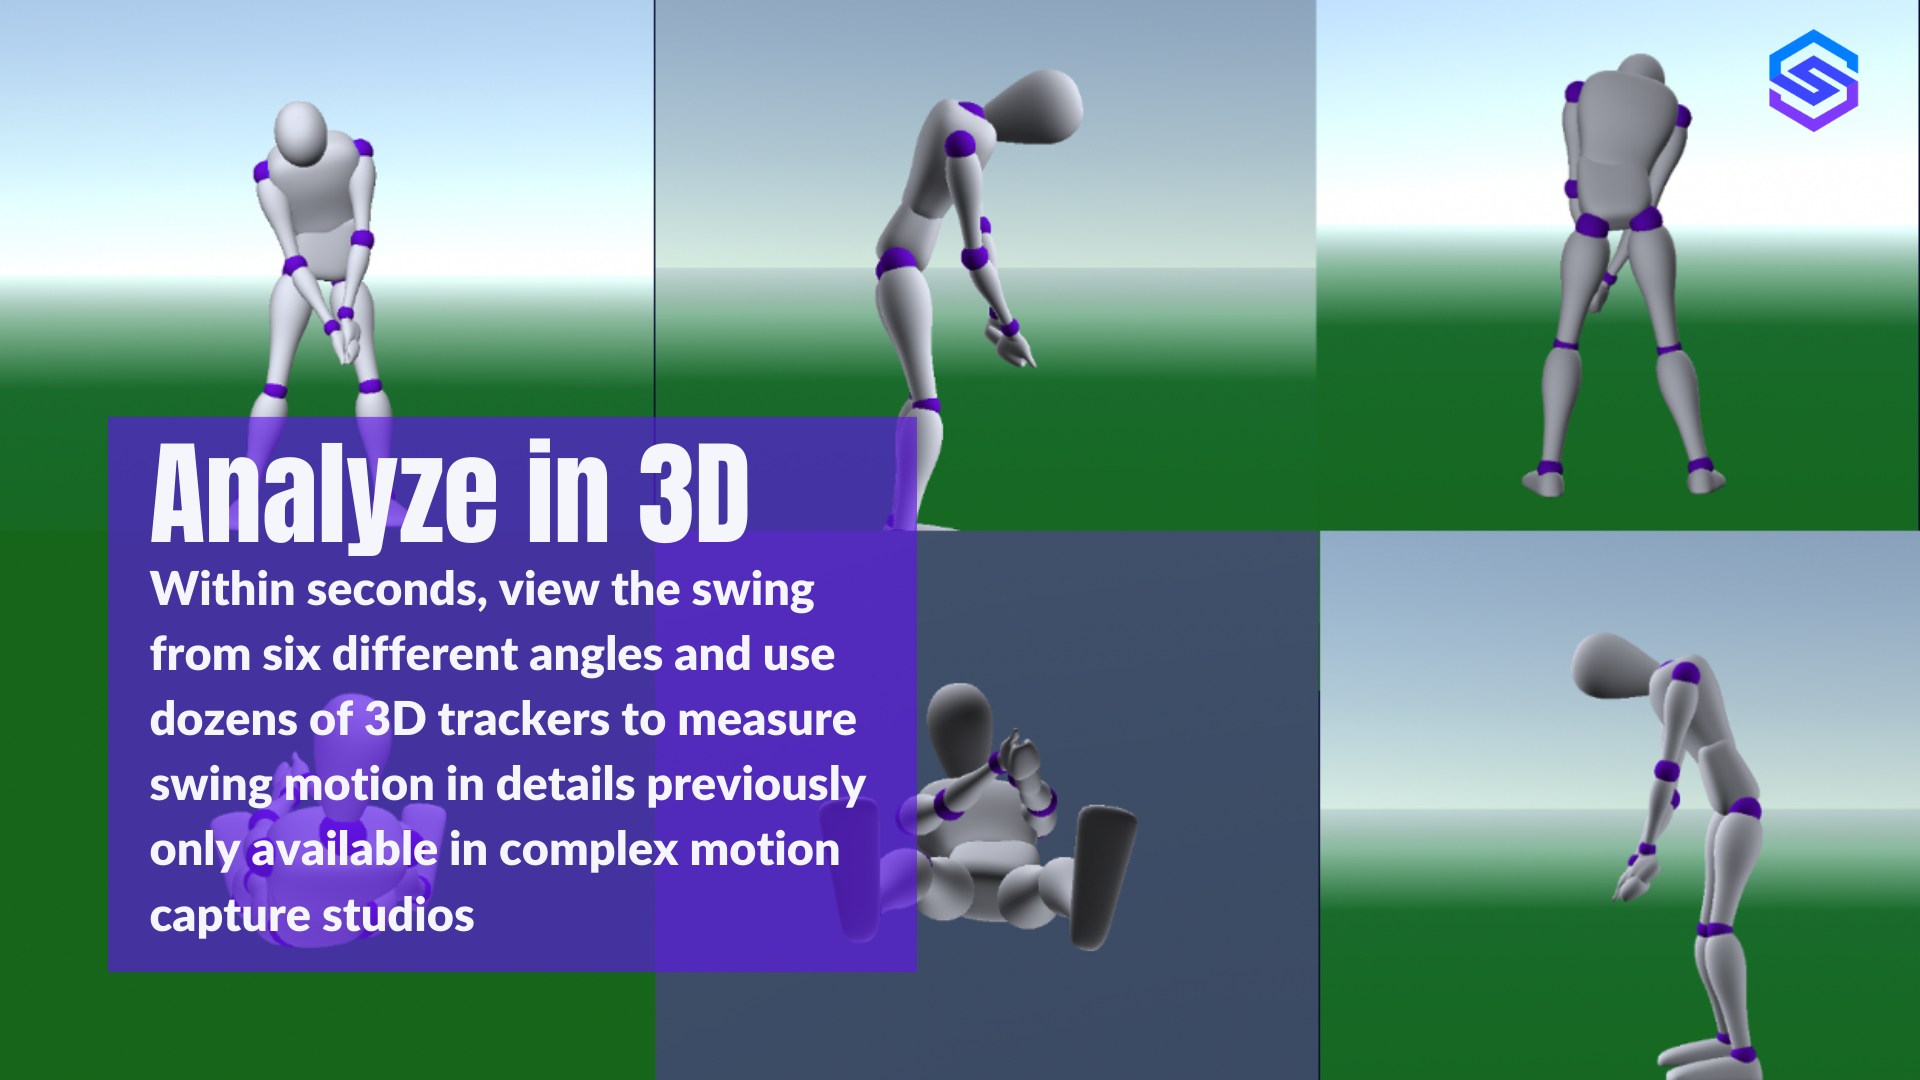 Analyze in 3D
Within seconds, view the swing
from six different angles and use
dozens of 3D trackers to measure
swing motion in details previously
only available in complex motion
capture studios